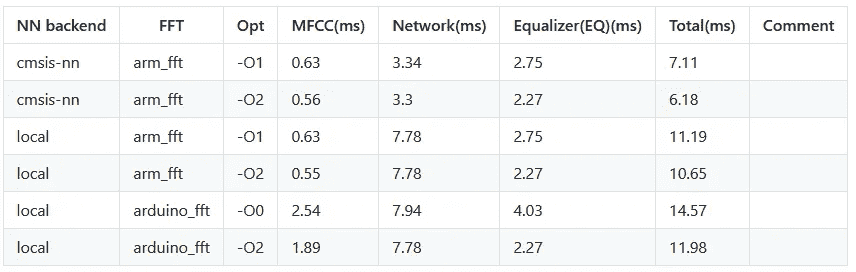 NN backend FFT Opt MFCC(ms) Network(ms) Equalizer(EQ)(ms) Total(ms) Comment
cmsis-nn arm_fft -O1 0.63 3.34 2.75 7.11
cmsis-nn arm_fft -O2 0.56 3.3 2.27 6.18
local arm_fft -O1 0.63 7.78 2.75 11.19
local arm_fft -O2 0.55 7.78 2.27 10.65
local arduino_fft -O0 2.54 7.94 4.03 14.57
local arduino_fft -O2 1.89 7.78 2.27 11.98